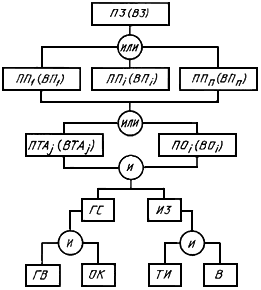 ПЗ(ВЗ)
ИЛИ
ПП₁(ВП₁)
ППᵢ(ВПᵢ)
ППₙ(ВПₙ)
ИЛИ
ПТАⱼ(ВТАⱼ)
ПОⱼ(ВОⱼ)
И
ГС
ИЗ
И
И
ГВ
ОК
ТИ
В